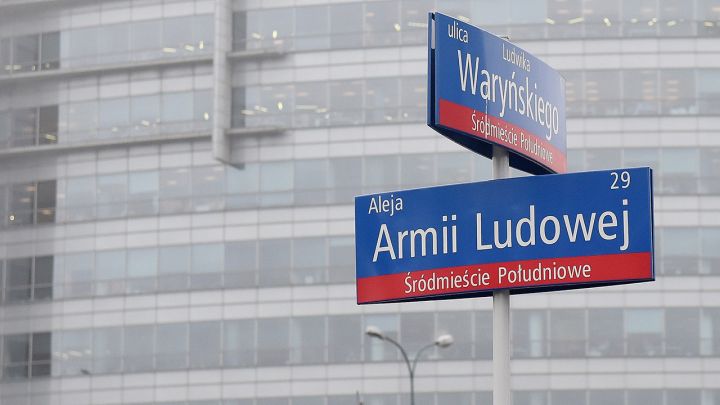 ulica
Ludwika
Waryńskiego
Śródmieście Południowe
29
Aleja
Armii Ludowej
Śródmieście Południowe